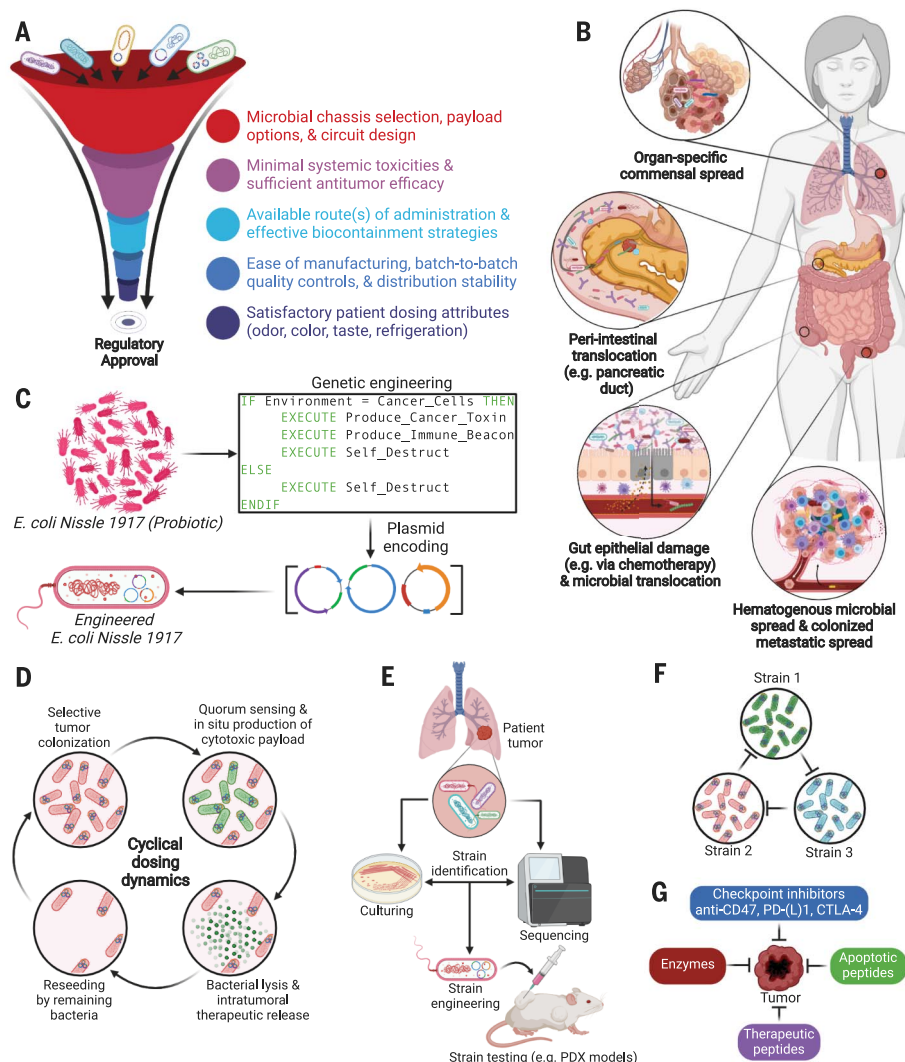 A
Microbial chassis selection, payload
options, & circuit design
Minimal systemic toxicities &
sufficient antitumor efficacy
Available route(s) of administration &
effective biocontainment strategies
Ease of manufacturing, batch-to-batch
quality controls, & distribution stability
Satisfactory patient dosing attributes
(odor, color, taste, refrigeration)
Regulatory
Approval
B
Organ-specific
commensal spread
Peri-intestinal
translocation
(e.g. pancreatic
duct)
Gut epithelial damage
(e.g. via chemotherapy)
& microbial translocation
Hematogenous microbial
spread & colonized
metastatic spread
C
E. coli Nissle 1917 (Probiotic)
Genetic engineering
IF Environment = Cancer_Cells THEN
EXECUTE Produce_Cancer_Toxin
EXECUTE Produce_Immune_Beacon
EXECUTE Self_Destruct
ELSE
EXECUTE Self_Destruct
ENDIF
Plasmid
encoding
Engineered
E. coli Nissle 1917
D
Selective
tumor
colonization
Quorum sensing &
in situ production of
cytotoxic payload
Cyclical
dosing
dynamics
Reseeding
by remaining
bacteria
Bacterial lysis &
intratumoral
therapeutic release
E
Patient
tumor
Strain
identification
Culturing
Sequencing
Strain
engineering
Strain testing (e.g. PDX models)
F
Strain 1
Strain 2
Strain 3
G
Checkpoint inhibitors
anti-CD47, PD-(L)1, CTLA-4
Enzymes
Apoptotic
peptides
Tumor
Therapeutic
peptides